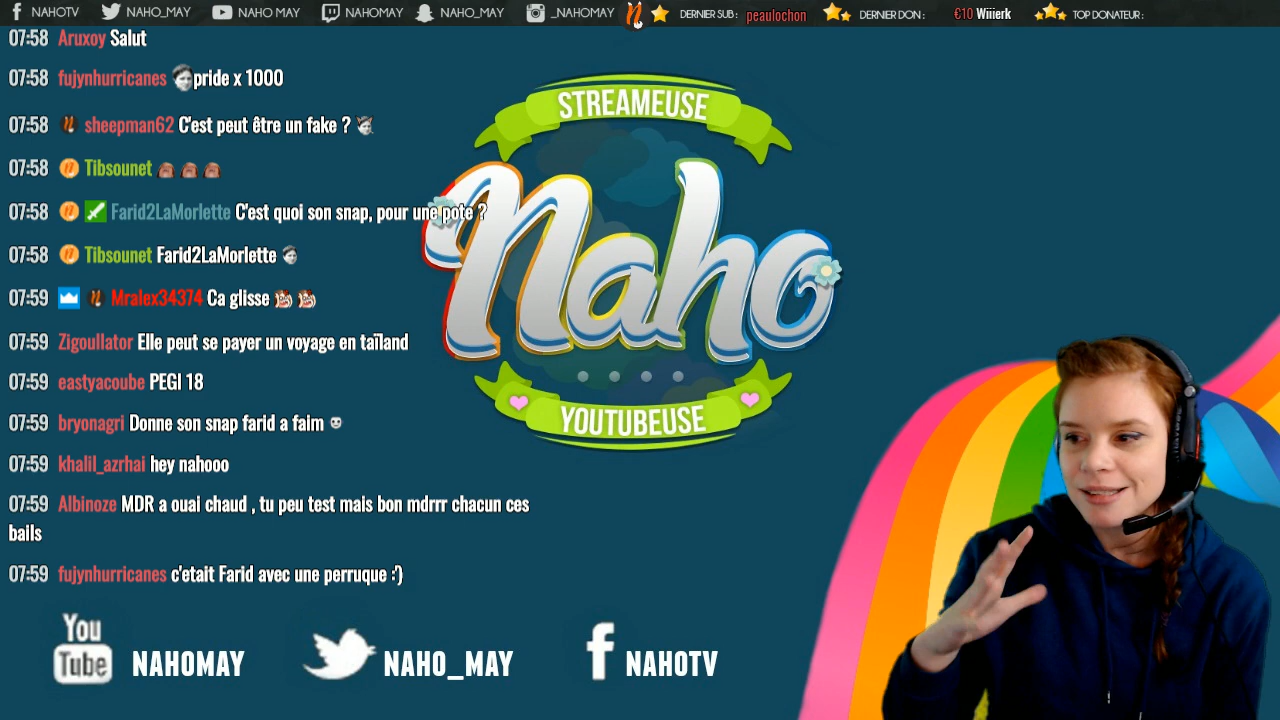 NAHOTV NAHO_MAY NAHO MAY NAHOMAY NAHO_MAY _NAHOMAY DERNIER SUB : peaulochon DERNIER DON : €10 Wiiierk TOP DONATEUR :
07:58 Aruxoy Salut
07:58 fujynhurricanes pride x 1000
07:58 sheepman62 C'est peut être un fake ?
07:58 Tibsounet
07:58 Farid2LaMorlette C'est quoi son snap, pour une pote ?
07:58 Tibsounet Farid2LaMorlette
07:59 Mralex34374 Ca glisse
07:59 Zigoullator Elle peut se payer un voyage en taïland
07:59 eastyacoube PEGI 18
07:59 bryonagri Donne son snap farid a faim
07:59 khalil_azrhai hey nahooo
07:59 Albinoze MDR a ouai chaud , tu peu test mais bon mdrrr chacun ces
bails
07:59 fujynhurricanes c'etait Farid avec une perruque :')
STREAMEUSE
Naho
YOUTUBEUSE
You Tube NAHOMAY NAHO_MAY NAHOTV